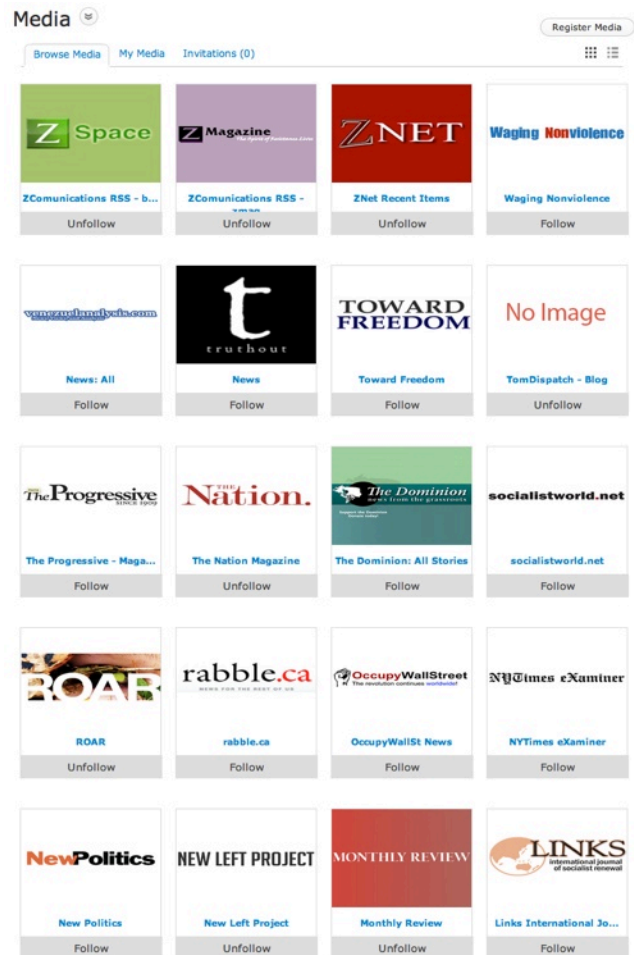 Media
Register Media
Browse Media My Media Invitations (0)
Z Space
Z Magazine
The Spirit of Resistance Lives
ZNET
Waging Nonviolence
ZComunications RSS - b...
ZComunications RSS -
zmag
ZNet Recent Items
Waging Nonviolence
Unfollow
Unfollow
Unfollow
Follow
venezuelanalysis.com
t
truthout
TOWARD
FREEDOM
No Image
News: All
News
Toward Freedom
TomDispatch - Blog
Follow
Follow
Follow
Unfollow
The Progressive
SINCE 1909
THE
Nation.
The Dominion
news from the grassroots
socialistworld.net
The Progressive - Maga...
The Nation Magazine
The Dominion: All Stories
socialistworld.net
Follow
Unfollow
Follow
Follow
ROAR
rabble.ca
NEWS FOR THE REST OF US
OccupyWallStreet
The revolution continues worldwide!
NYTimes eXaminer
ROAR
rabble.ca
OccupyWallSt News
NYTimes eXaminer
Unfollow
Follow
Follow
Follow
NewPolitics
NEW LEFT PROJECT
MONTHLY REVIEW
LINKS
international journal
of socialist renewal
New Politics
New Left Project
Monthly Review
Links International Jo...
Follow
Unfollow
Unfollow
Follow